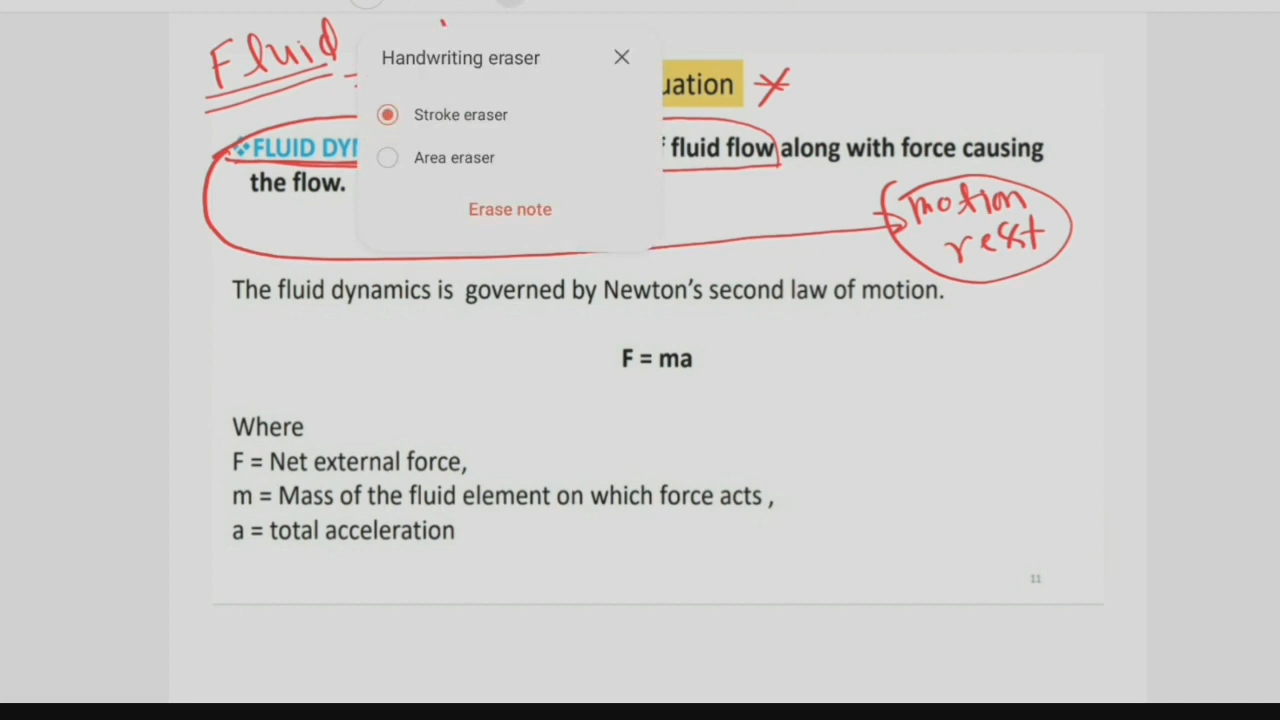 Fluid
Handwriting eraser
uation
Stroke eraser
❖FLUID DY
fluid flow along with force causing
Area eraser
the flow.
motion
rest
Erase note
The fluid dynamics is governed by Newton's second law of motion.
F = ma
Where
F = Net external force,
m = Mass of the fluid element on which force acts ,
a = total acceleration
11